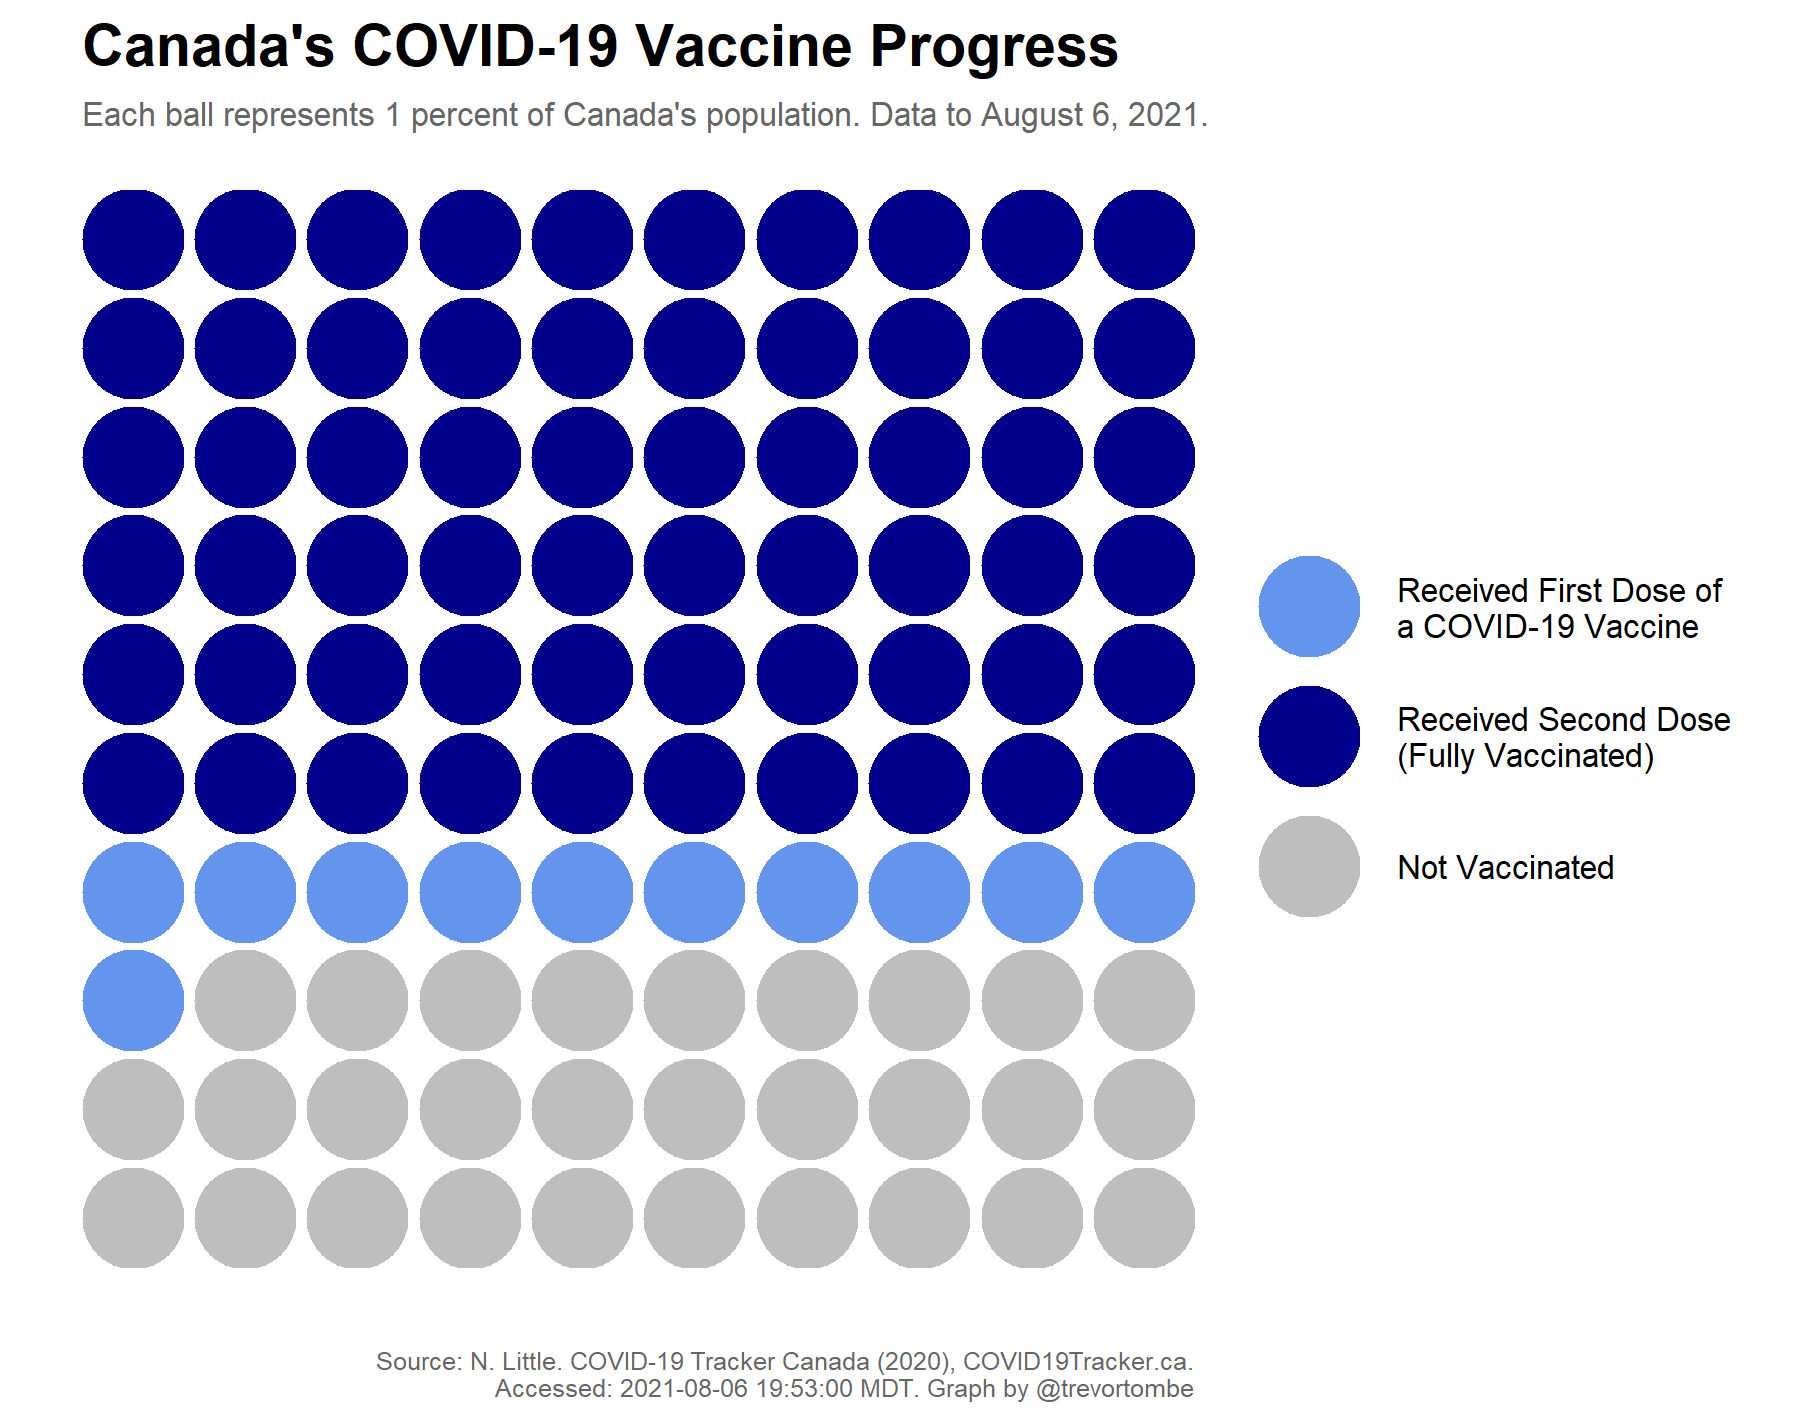 Canada's COVID-19 Vaccine Progress
Each ball represents 1 percent of Canada's population. Data to August 6, 2021.
Received First Dose of
a COVID-19 Vaccine
Received Second Dose
(Fully Vaccinated)
Not Vaccinated
Source: N. Little. COVID-19 Tracker Canada (2020), COVID19Tracker.ca.
Accessed: 2021-08-06 19:53:00 MDT. Graph by @trevortombe